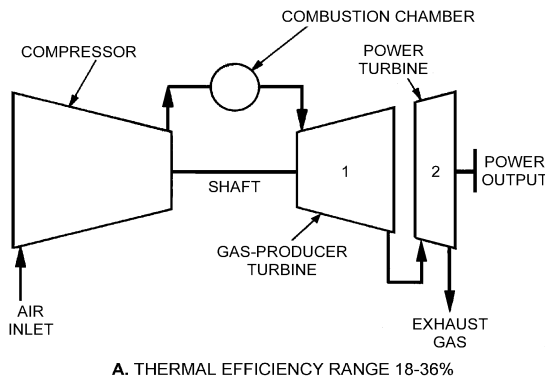 COMBUSTION CHAMBER
COMPRESSOR
POWER
TURBINE
1
2
SHAFT
POWER
OUTPUT
GAS-PRODUCER
TURBINE
AIR
INLET
EXHAUST
GAS
A. THERMAL EFFICIENCY RANGE 18-36%